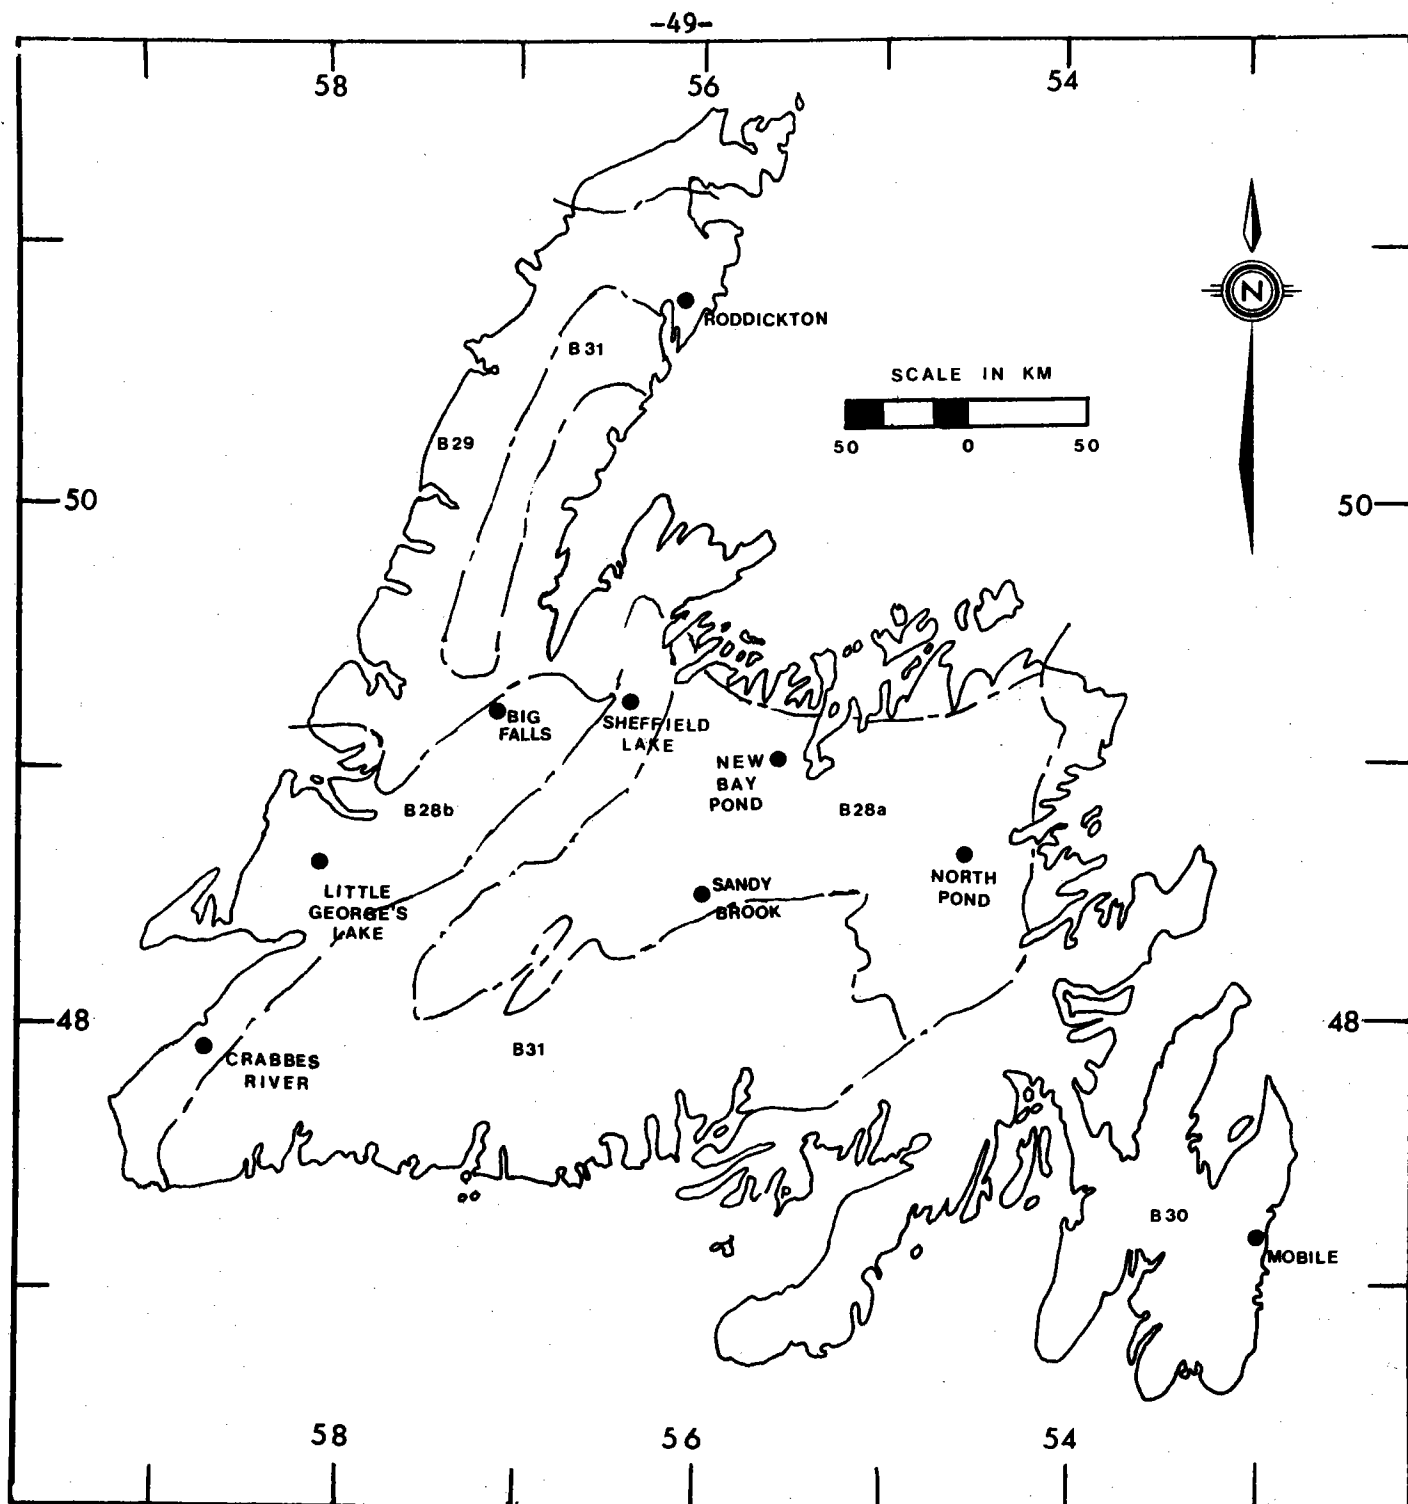 -49-
58 56 54
RODDICKTON
B31
SCALE IN KM
50 0 50
B29
50 50
BIG
FALLS
SHEFFIELD
LAKE
NEW
BAY
POND
B28b
B28a
LITTLE
GEORGE'S
LAKE
SANDY
BROOK
NORTH
POND
48 48
CRABBES
RIVER
B31
B30
MOBILE
58 56 54
N